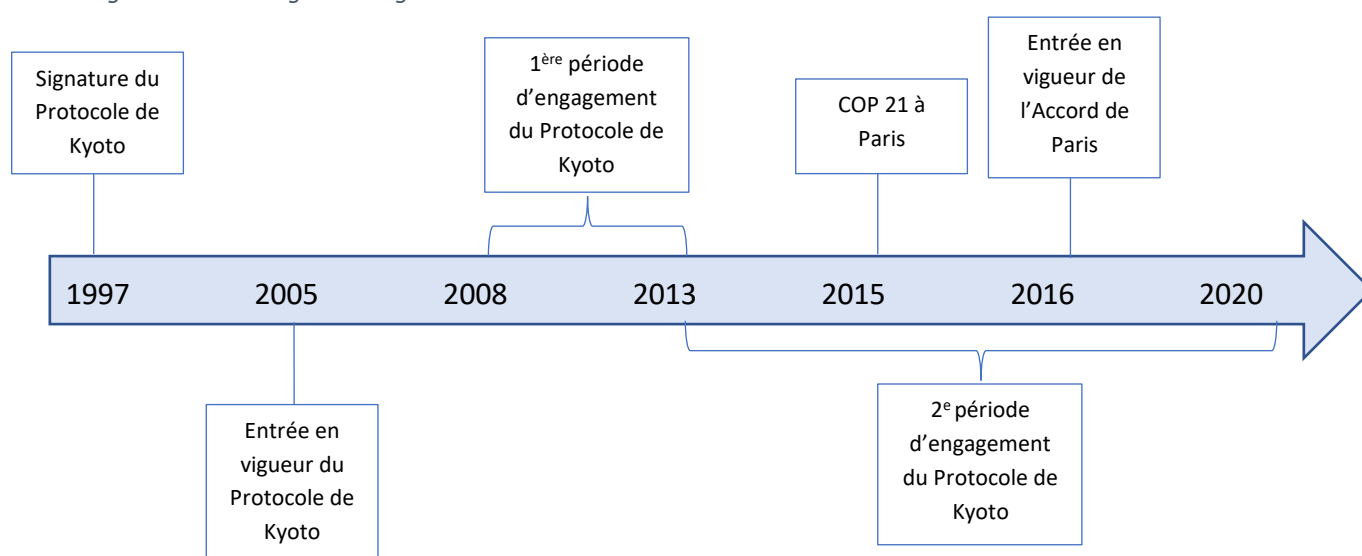 Signature du
Protocole de
Kyoto
1ère période
d'engagement
du Protocole de
Kyoto
COP 21 à
Paris
Entrée en
vigueur de
l'Accord de
Paris
1997 2005 2008 2013 2015 2016 2020
Entrée en
vigueur du
Protocole de
Kyoto
2e période
d'engagement
du Protocole de
Kyoto